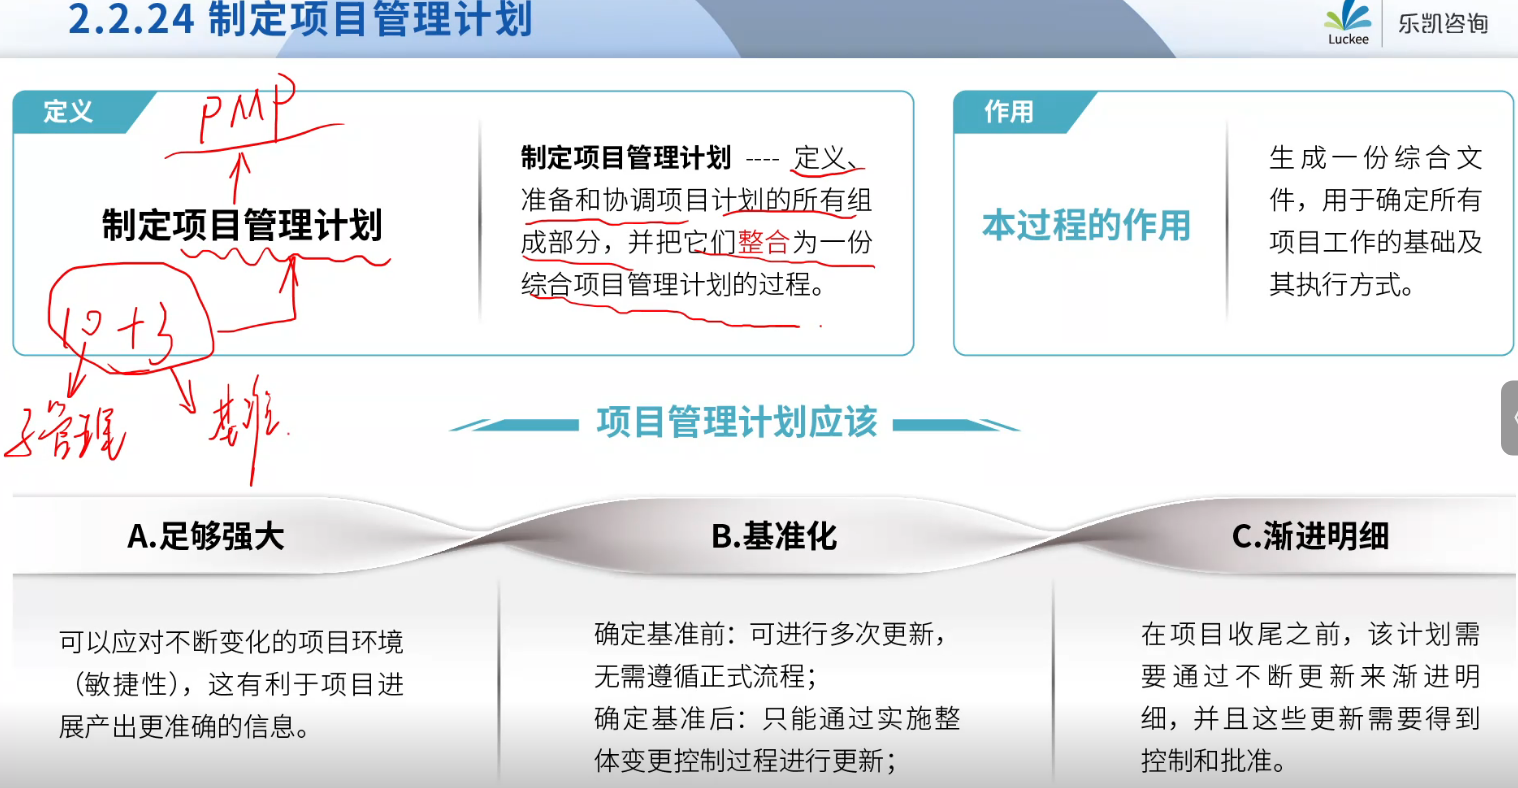 2.2.24 制定项目管理计划
Luckee
乐凯咨询
定义
PMP
制定项目管理计划
10+3
子管理
基准
制定项目管理计划 ---- 定义、
准备和协调项目计划的所有组
成部分，并把它们整合为一份
综合项目管理计划的过程。
作用
本过程的作用
生成一份综合文
件，用于确定所有
项目工作的基础及
其执行方式。
项目管理计划应该
A.足够强大
可以应对不断变化的项目环境
（敏捷性），这有利于项目进
展产出更准确的信息。
B.基准化
确定基准前：可进行多次更新，
无需遵循正式流程；
确定基准后：只能通过实施整
体变更控制过程进行更新；
C.渐进明细
在项目收尾之前，该计划需
要通过不断更新来渐进明
细，并且这些更新需要得到
控制和批准。